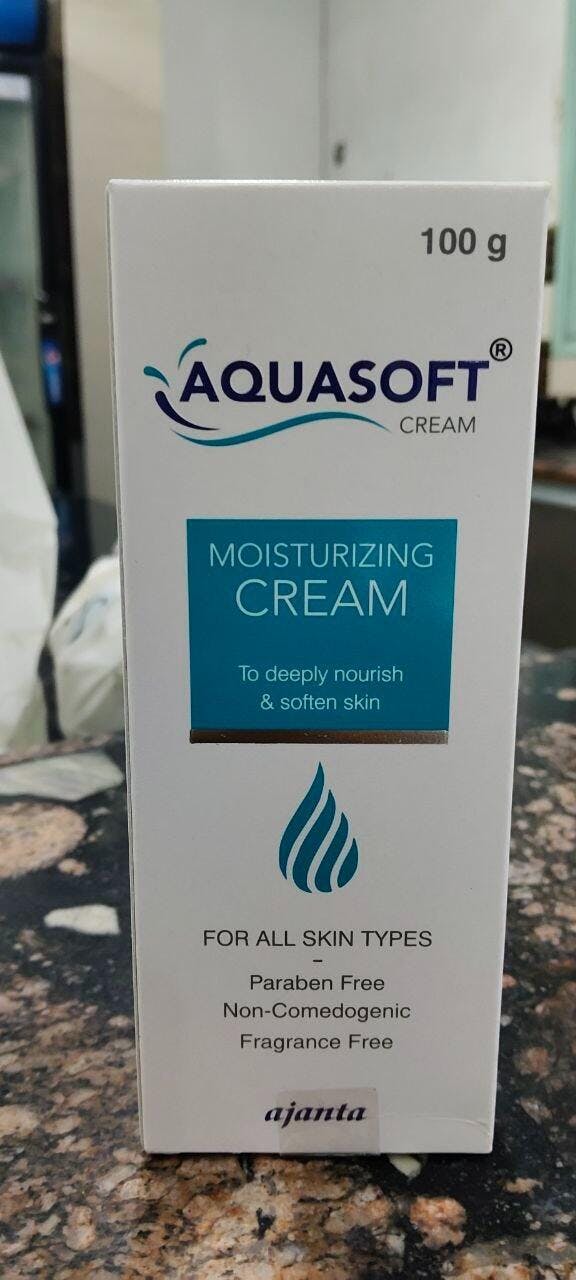 100 g
AQUASOFT®
CREAM
MOISTURIZING
CREAM
To deeply nourish
& soften skin
FOR ALL SKIN TYPES
-
Paraben Free
Non-Comedogenic
Fragrance Free
ajanta